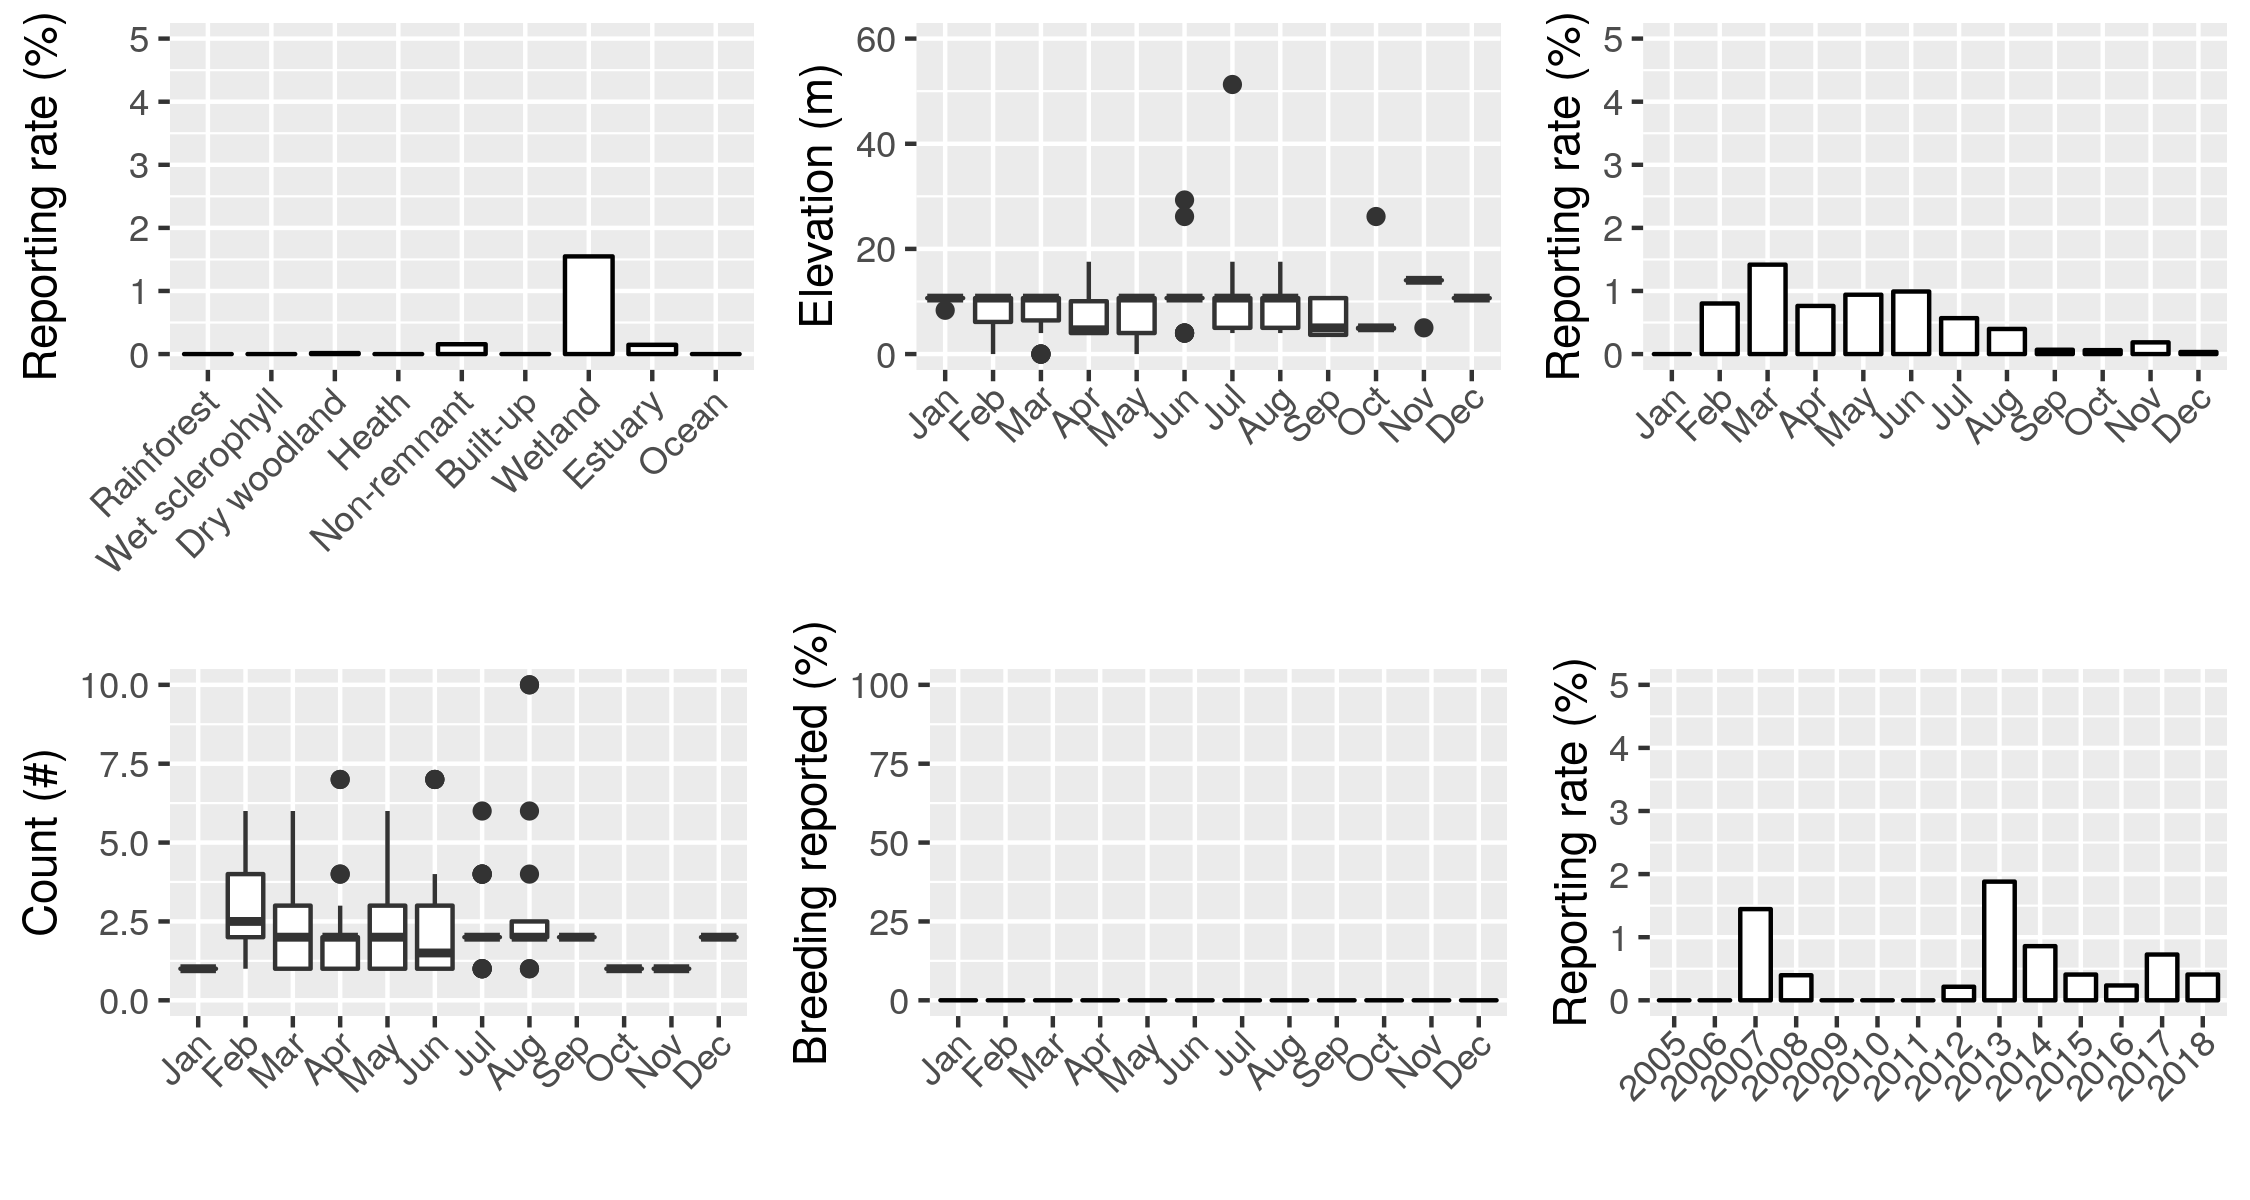 Reporting rate (%)
5
4
3
2
1
0
Rainforest
Wet sclerophyll
Dry woodland
Heath
Non-remnant
Built-up
Wetland
Estuary
Ocean
Elevation (m)
60
40
20
0
Jan
Feb
Mar
Apr
May
Jun
Jul
Aug
Sep
Oct
Nov
Dec
Reporting rate (%)
5
4
3
2
1
0
Jan
Feb
Mar
Apr
May
Jun
Jul
Aug
Sep
Oct
Nov
Dec
Count (#)
10.0
7.5
5.0
2.5
0.0
Jan
Feb
Mar
Apr
May
Jun
Jul
Aug
Sep
Oct
Nov
Dec
Breeding reported (%)
100
75
50
25
0
Jan
Feb
Mar
Apr
May
Jun
Jul
Aug
Sep
Oct
Nov
Dec
Reporting rate (%)
5
4
3
2
1
0
2005
2006
2007
2008
2009
2010
2011
2012
2013
2014
2015
2016
2017
2018